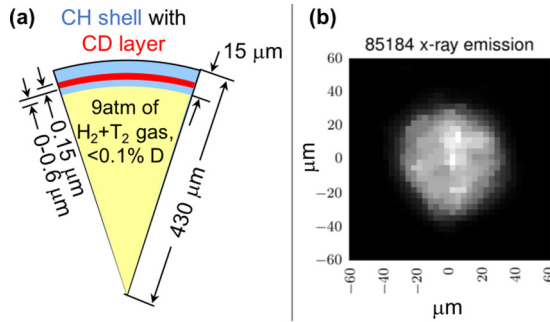 (a)
CH shell with
CD layer
15 μm
9atm of
H₂+T₂ gas,
<0.1% D
0.15 μm
0-0.6 μm
430 μm
(b)
85184 x-ray emission
μm
60
40
20
0
−20
−40
−60
−60
−40
−20
0
20
40
60
μm